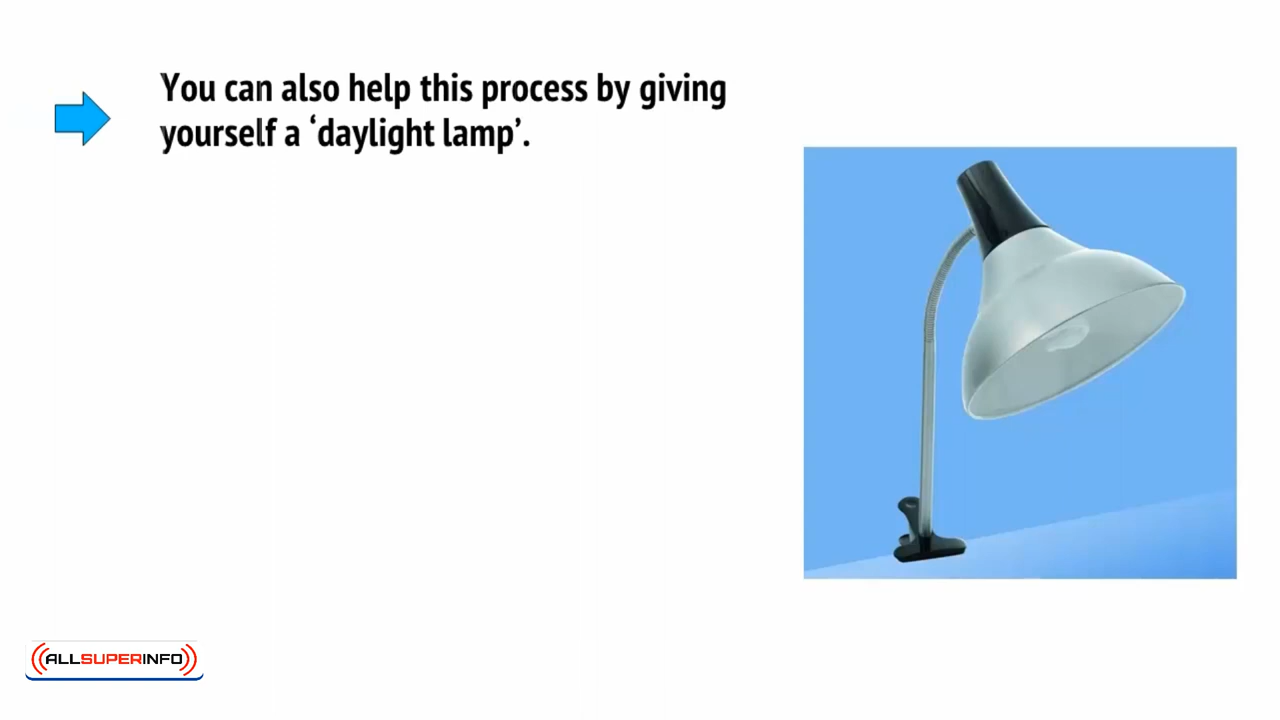 You can also help this process by giving
yourself a ‘daylight lamp’.
ALLSUPERINFO